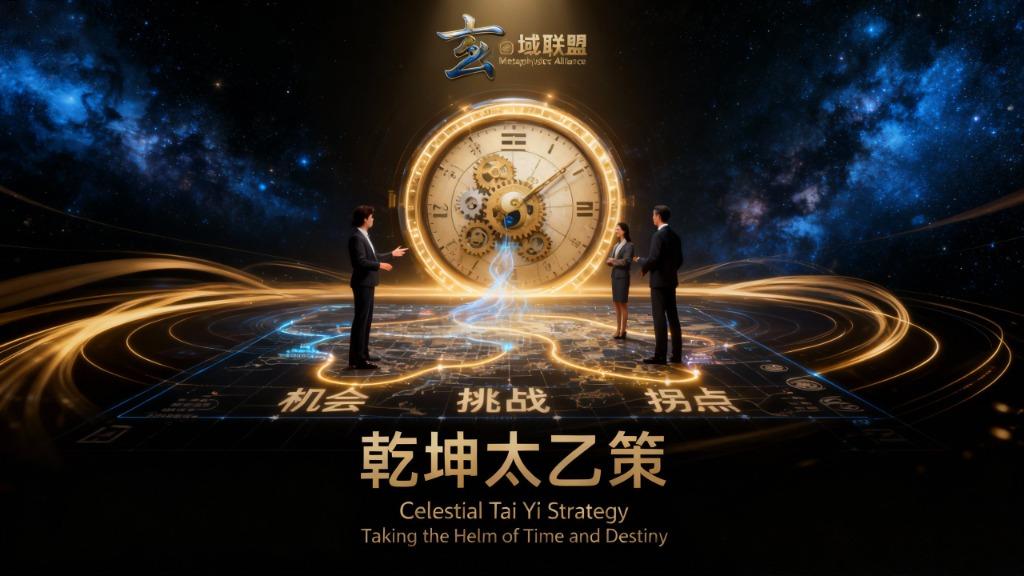 玄域联盟
Metaphysics Alliance
机会 挑战 拐点
乾坤太乙策
Celestial Tai Yi Strategy
Taking the Helm of Time and Destiny